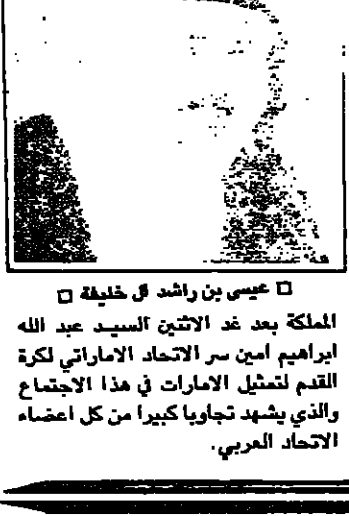 □ عيسى بن راشد آل خليفة □
المملكة بعد غد الاثنين السيد عبد الله
ابراهيم امين سر الاتحاد الاماراتي لكرة
القدم لتمثيل الامارات في هذا الاجتماع
والذي يشهد تجاوبا كبيرا من كل اعضاء
الاتحاد العربي.